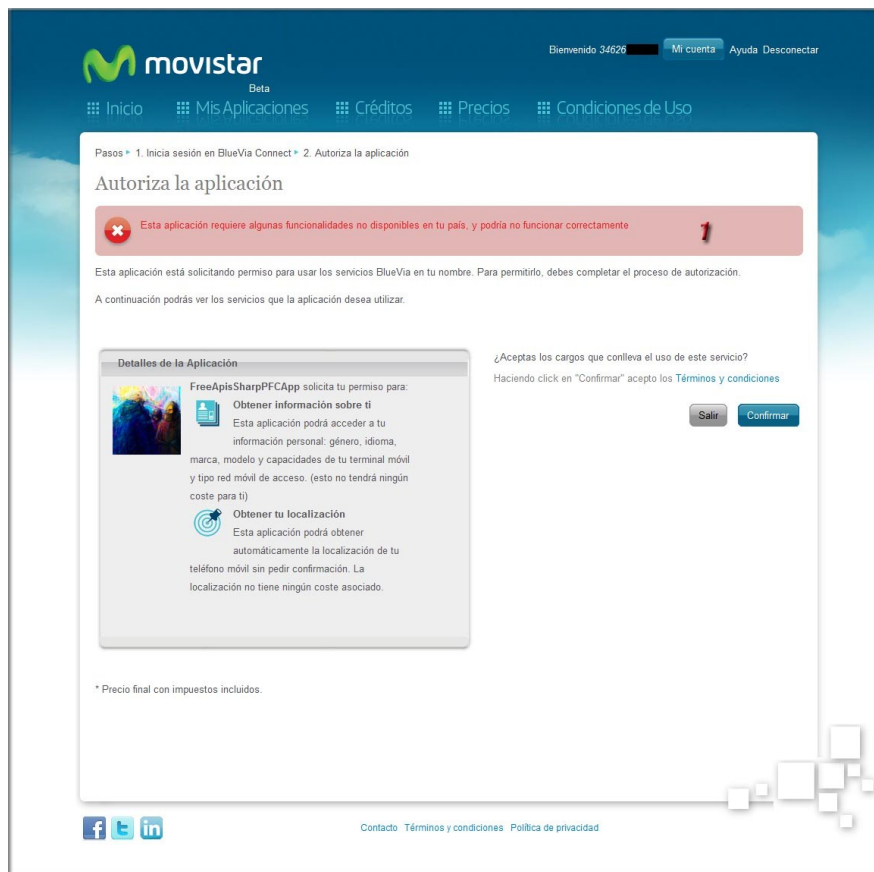 movistar
Beta
Bienvenido 34626
Mi cuenta
Ayuda Desconectar
Inicio
Mis Aplicaciones
Créditos
Precios
Condiciones de Uso
Pasos 1. Inicia sesión en BlueVia Connect 2. Autoriza la aplicación
Autoriza la aplicación
Esta aplicación requiere algunas funcionalidades no disponibles en tu país, y podría no funcionar correctamente
1
Esta aplicación está solicitando permiso para usar los servicios BlueVia en tu nombre. Para permitirlo, debes completar el proceso de autorización.
A continuación podrás ver los servicios que la aplicación desea utilizar.
Detalles de la Aplicación
FreeApisSharpPFCApp solicita tu permiso para:
Obtener información sobre ti
Esta aplicación podrá acceder a tu
información personal: género, idioma,
marca, modelo y capacidades de tu terminal móvil
y tipo red móvil de acceso. (esto no tendrá ningún
coste para ti)
Obtener tu localización
Esta aplicación podrá obtener
automáticamente la localización de tu
teléfono móvil sin pedir confirmación. La
localización no tiene ningún coste asociado.
¿Aceptas los cargos que conlleva el uso de este servicio?
Haciendo click en "Confirmar" acepto los Términos y condiciones
Salir
Confirmar
* Precio final con impuestos incluidos.
Contacto Términos y condiciones Política de privacidad